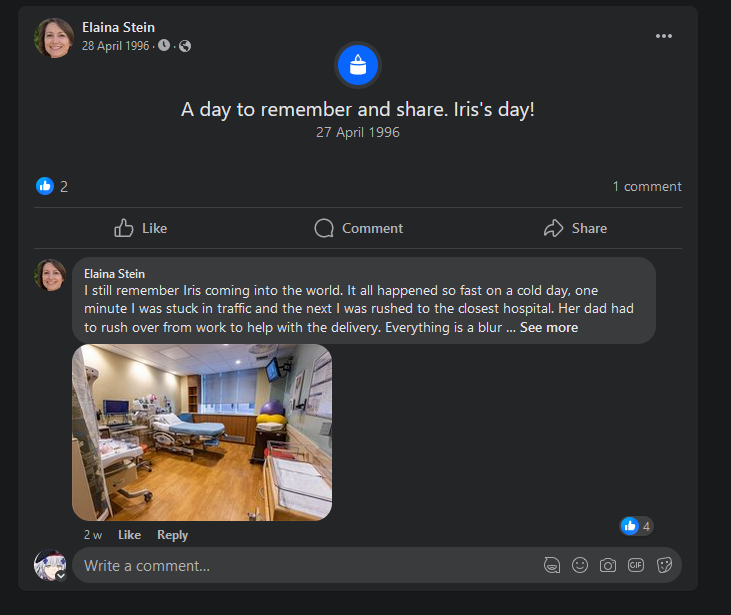 Elaina Stein
28 April 1996 · ·
A day to remember and share. Iris's day!
27 April 1996
2
1 comment
Like Comment Share
Elaina Stein
I still remember Iris coming into the world. It all happened so fast on a cold day, one
minute I was stuck in traffic and the next I was rushed to the closest hospital. Her dad had
to rush over from work to help with the delivery. Everything is a blur ... See more
2 w Like Reply
4
Write a comment...
GIF